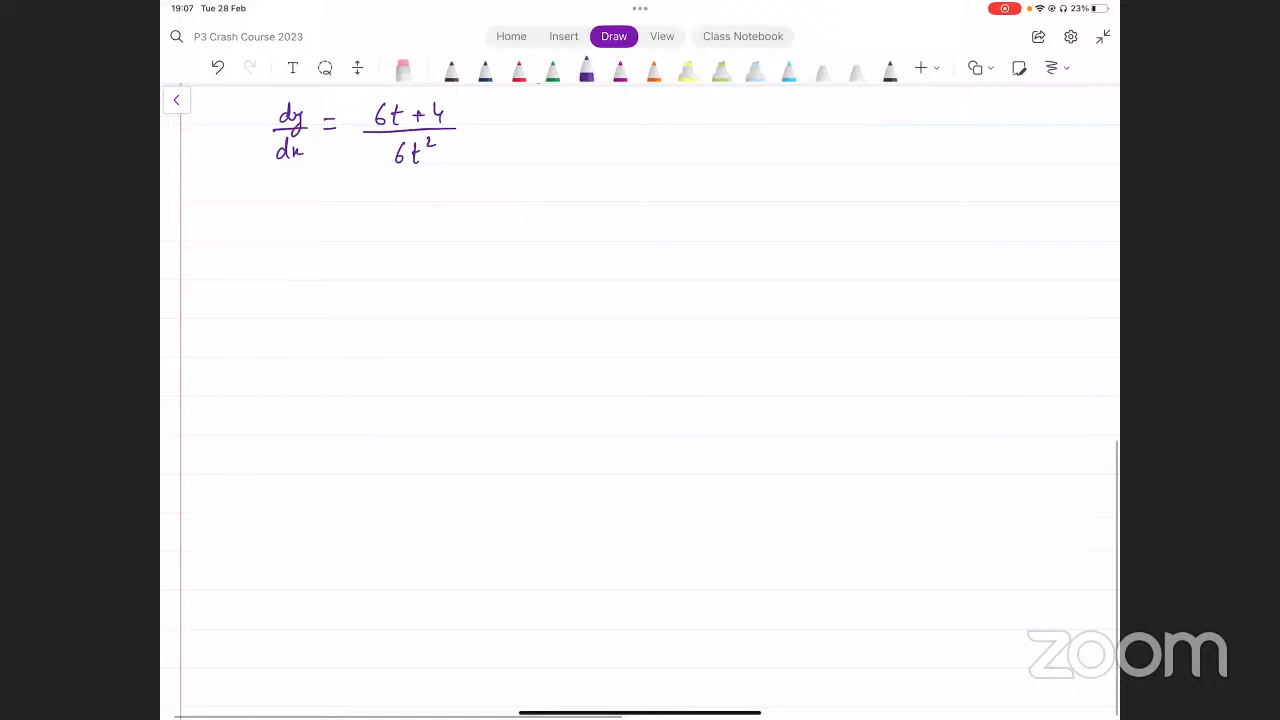 19:07 Tue 28 Feb 23%
P3 Crash Course 2023 Home Insert Draw View Class Notebook
T
dy/dx = (6t + 4)/(6t²)
zoom